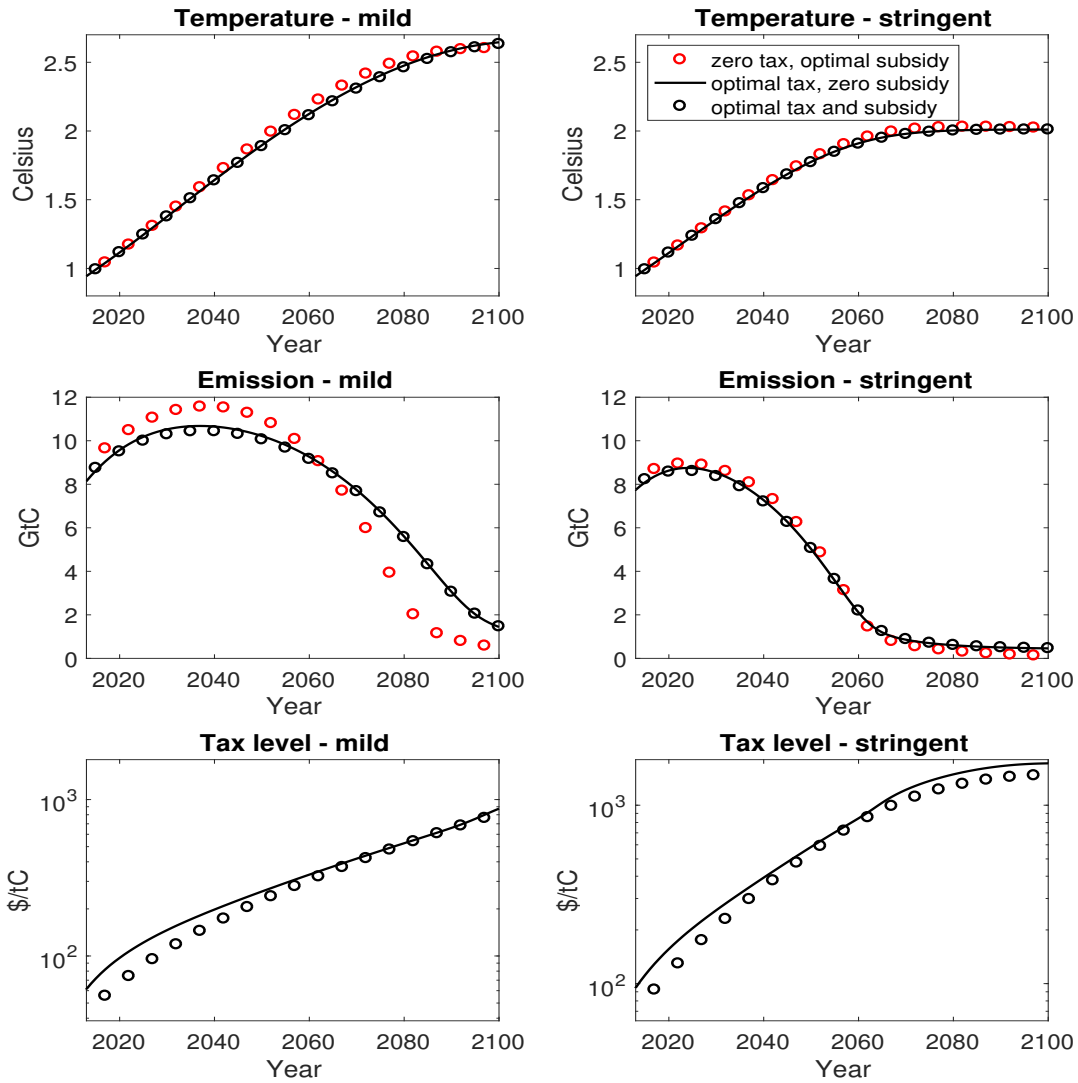 Temperature - mild
2.5
2
1.5
1
Celsius
2020 2040 2060 2080 2100
Year
Temperature - stringent
zero tax, optimal subsidy
optimal tax, zero subsidy
optimal tax and subsidy
2.5
2
1.5
1
Celsius
2020 2040 2060 2080 2100
Year
Emission - mild
12
10
8
6
4
2
0
GtC
2020 2040 2060 2080 2100
Year
Emission - stringent
12
10
8
6
4
2
0
GtC
2020 2040 2060 2080 2100
Year
Tax level - mild
10³
10²
$/tC
2020 2040 2060 2080 2100
Year
Tax level - stringent
10³
10²
$/tC
2020 2040 2060 2080 2100
Year